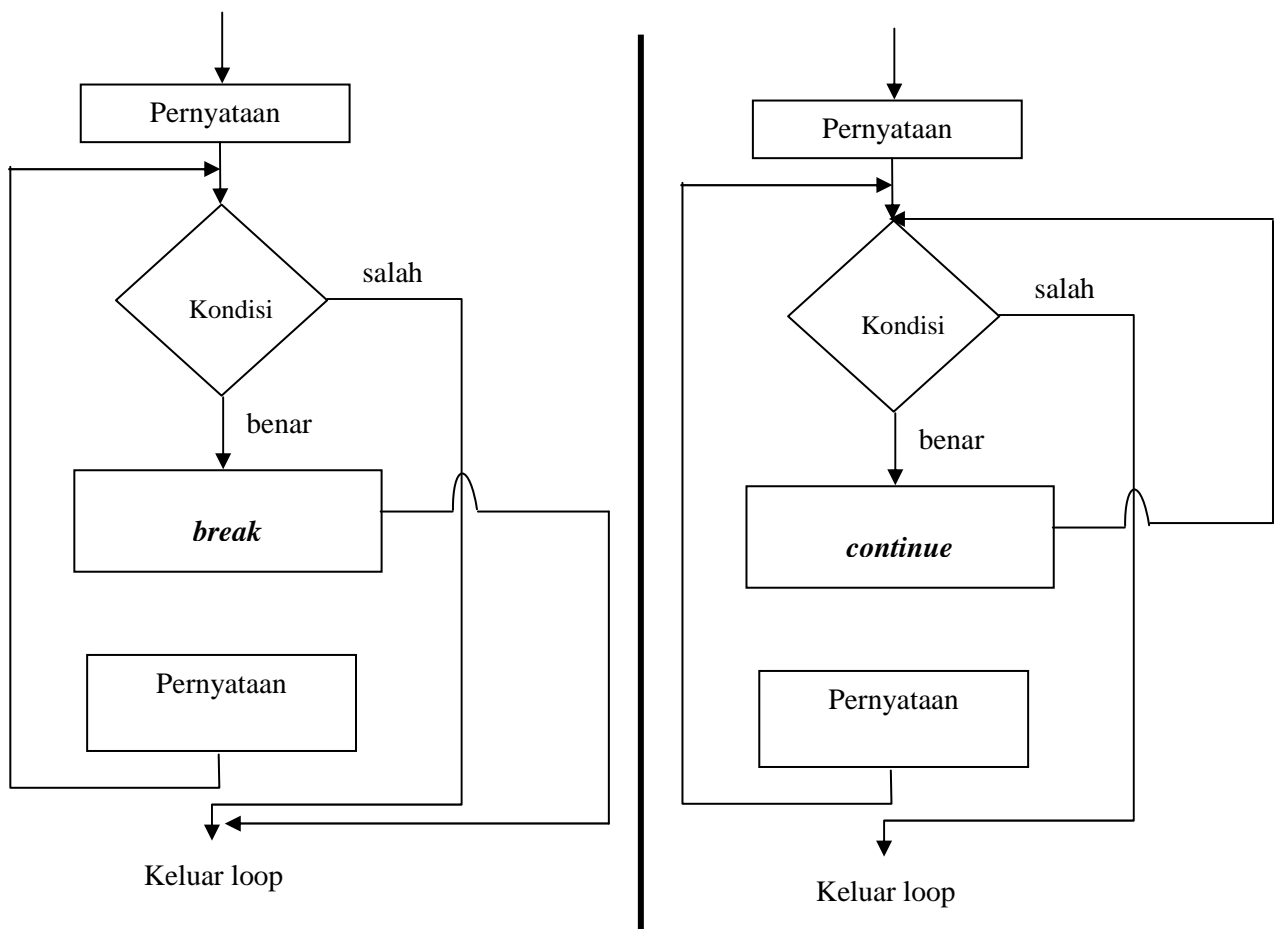 Pernyataan
Kondisi
salah
benar
break
Pernyataan
Keluar loop
Pernyataan
Kondisi
salah
benar
continue
Pernyataan
Keluar loop